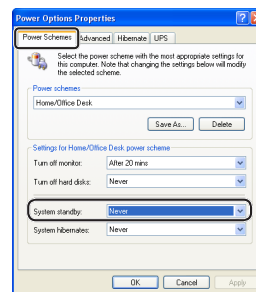 Power Options Properties
Power Schemes Advanced Hibernate UPS
Select the power scheme with the most appropriate settings for
this computer. Note that changing the settings below will modify
the selected scheme.
Power schemes
Home/Office Desk
Save As... Delete
Settings for Home/Office Desk power scheme
Turn off monitor: After 20 mins
Turn off hard disks: Never
System standby: Never
System hibernates: Never
OK Cancel Apply